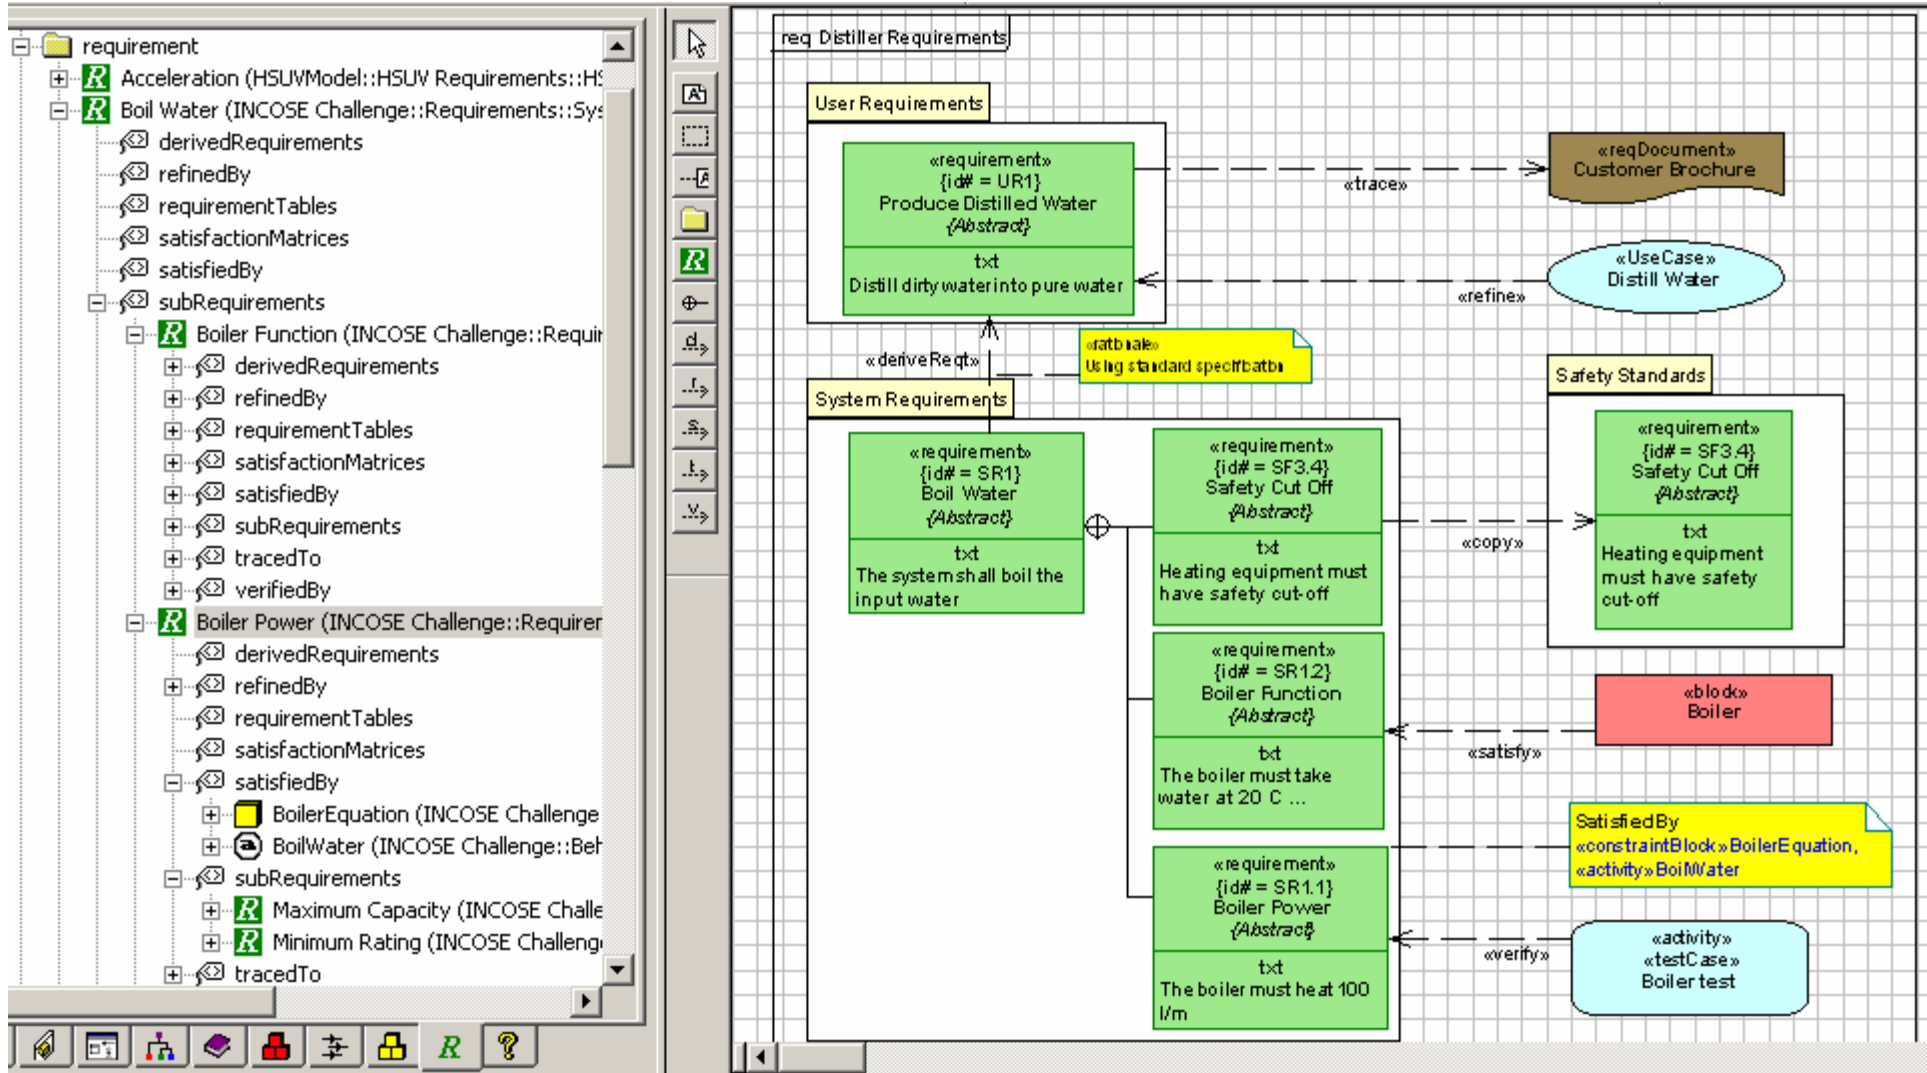 requirement
Acceleration (HSUVModel::HSUV Requirements::HS
Boil Water (INCOSE Challenge::Requirements::Sys
derivedRequirements
refinedBy
requirementTables
satisfactionMatrices
satisfiedBy
subRequirements
Boiler Function (INCOSE Challenge::Requir
derivedRequirements
refinedBy
requirementTables
satisfactionMatrices
satisfiedBy
subRequirements
tracedTo
verifiedBy
Boiler Power (INCOSE Challenge::Requirer
derivedRequirements
refinedBy
requirementTables
satisfactionMatrices
satisfiedBy
BoilerEquation (INCOSE Challenge
BoilWater (INCOSE Challenge::Beh
subRequirements
Maximum Capacity (INCOSE Challe
Minimum Rating (INCOSE Challenge
tracedTo
req Distiller Requirements
User Requirements
«requirement»
{id# = UR1}
Produce Distilled Water
{Abstract}
txt
Distill dirty water into pure water
«trace»
«reqDocument»
Customer Brochure
«UseCase»
Distill Water
«refine»
«deriveReqt»
«rationale»
Using standard specification
System Requirements
«requirement»
{id# = SR1}
Boil Water
{Abstract}
txt
The system shall boil the
input water
«requirement»
{id# = SF3.4}
Safety Cut Off
{Abstract}
txt
Heating equipment must
have safety cut-off
«copy»
Safety Standards
«requirement»
{id# = SF3.4}
Safety Cut Off
{Abstract}
txt
Heating equipment
must have safety
cut-off
«requirement»
{id# = SR1.2}
Boiler Function
{Abstract}
txt
The boiler must take
water at 20 C ...
«block»
Boiler
«satisfy»
SatisfiedBy
«constraintBlock» BoilerEquation,
«activity» BoilWater
«requirement»
{id# = SR1.1}
Boiler Power
{Abstract}
txt
The boiler must heat 100
l/m
«verify»
«activity»
«testCase»
Boiler test